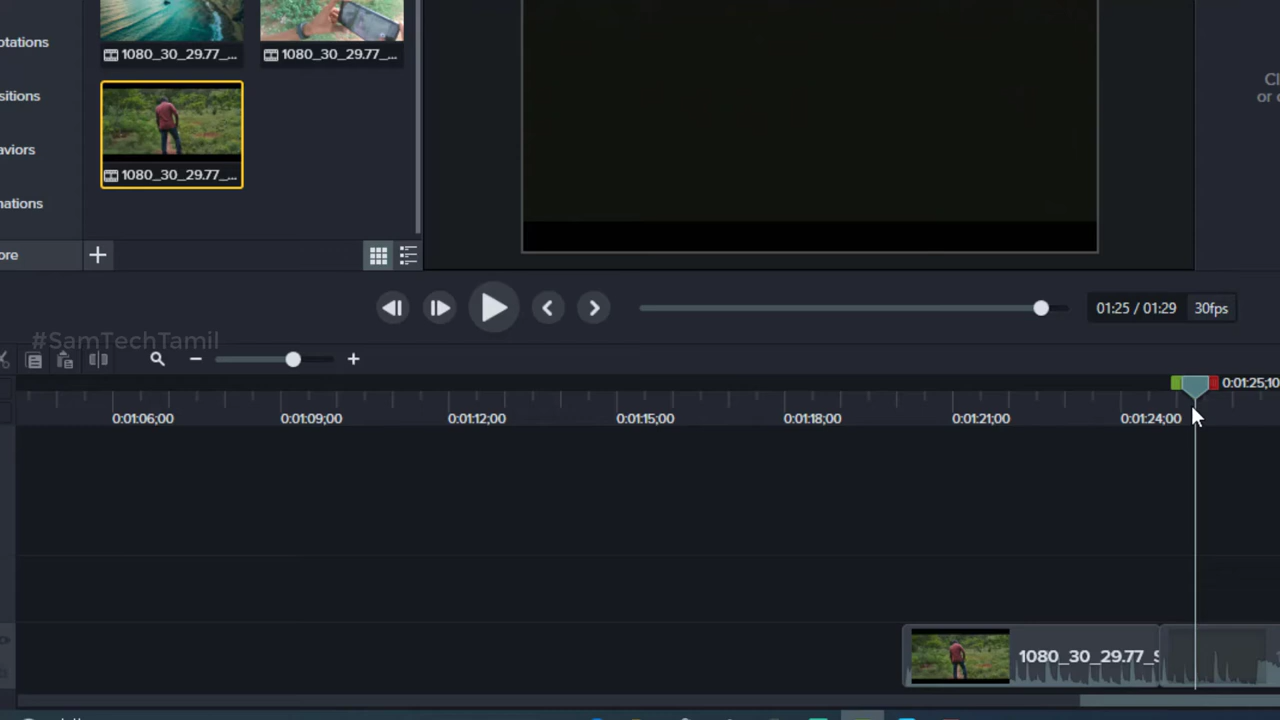 otations
1080_30_29.77_...
1080_30_29.77_...
sitions
aviors
1080_30_29.77_...
nations
ore
Cl
or c
01:25 / 01:29
30fps
#SamTechTamil
0:01:25;10
0:01:06;00
0:01:09;00
0:01:12;00
0:01:15;00
0:01:18;00
0:01:21;00
0:01:24;00
1080_30_29.77_S